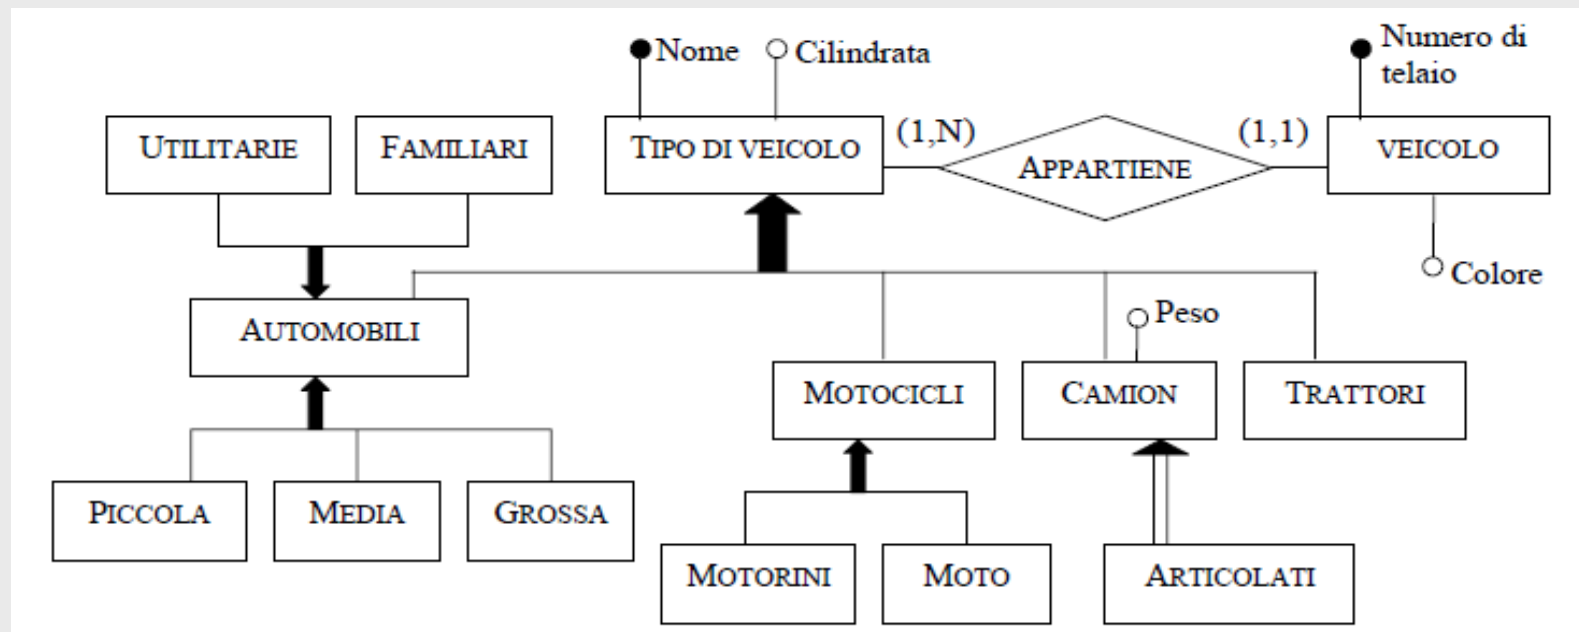 Nome
Cilindrata
Numero di
telaio
UTILITARIE
FAMILIARI
TIPO DI VEICOLO
(1,N)
APPARTIENE
(1,1)
VEICOLO
Colore
AUTOMOBILI
Peso
MOTOCICLI
CAMION
TRATTORI
PICCOLA
MEDIA
GROSSA
MOTORINI
MOTO
ARTICOLATI